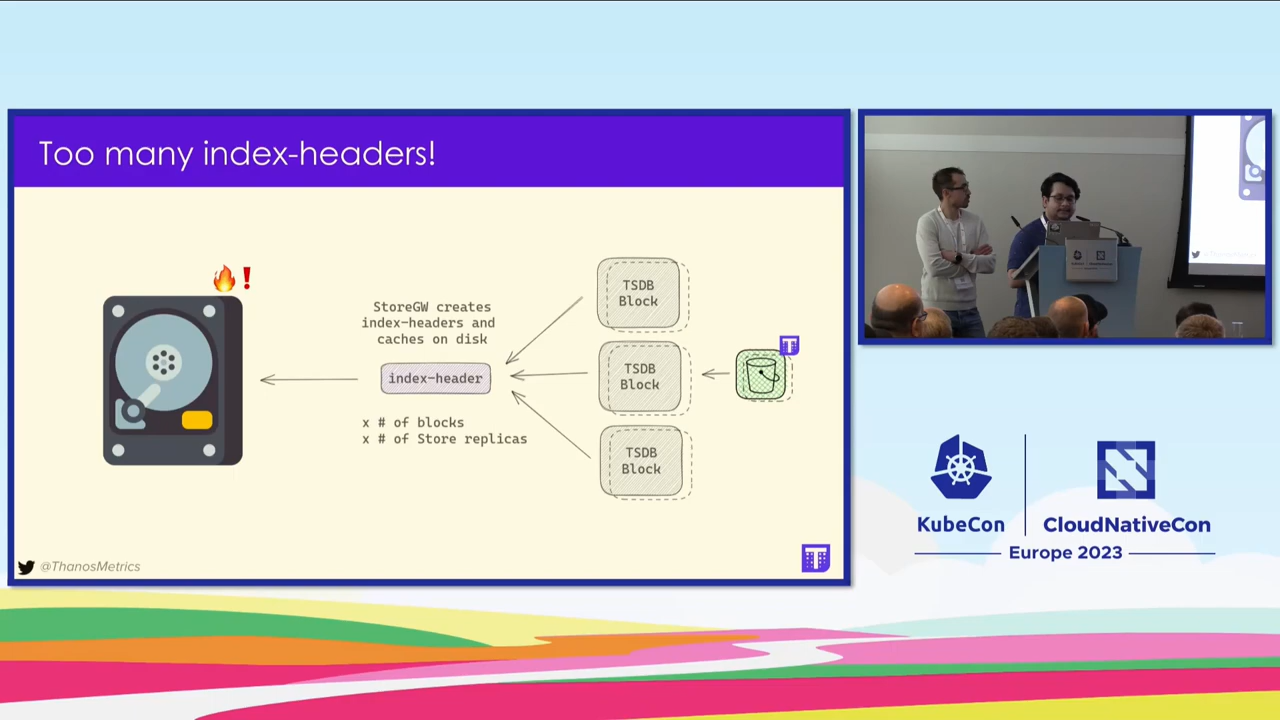 Too many index-headers!
StoreGW creates
index-headers and
caches on disk
index-header
x # of blocks
x # of Store replicas
TSDB
Block
TSDB
Block
TSDB
Block
@ThanosMetrics
KubeCon
CloudNativeCon
Europe 2023